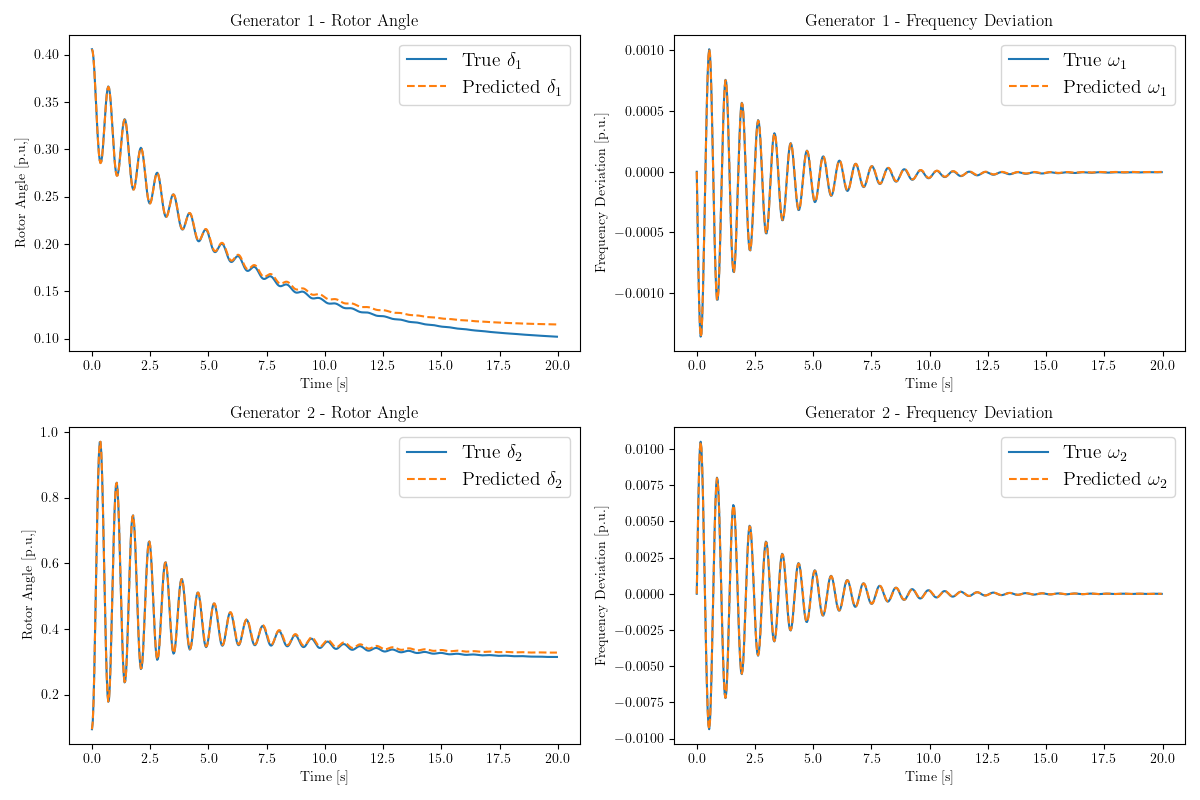 Generator 1 - Rotor Angle
Generator 1 - Frequency Deviation
Rotor Angle [p.u.]
0.40
0.35
0.30
0.25
0.20
0.15
0.10
True δ₁
Predicted δ₁
0.0 2.5 5.0 7.5 10.0 12.5 15.0 17.5 20.0
Time [s]
Frequency Deviation [p.u.]
0.0010
0.0005
0.0000
−0.0005
−0.0010
True ω₁
Predicted ω₁
0.0 2.5 5.0 7.5 10.0 12.5 15.0 17.5 20.0
Time [s]
Generator 2 - Rotor Angle
Generator 2 - Frequency Deviation
Rotor Angle [p.u.]
1.0
0.8
0.6
0.4
0.2
True δ₂
Predicted δ₂
0.0 2.5 5.0 7.5 10.0 12.5 15.0 17.5 20.0
Time [s]
Frequency Deviation [p.u.]
0.0100
0.0075
0.0050
0.0025
0.0000
−0.0025
−0.0050
−0.0075
−0.0100
True ω₂
Predicted ω₂
0.0 2.5 5.0 7.5 10.0 12.5 15.0 17.5 20.0
Time [s]